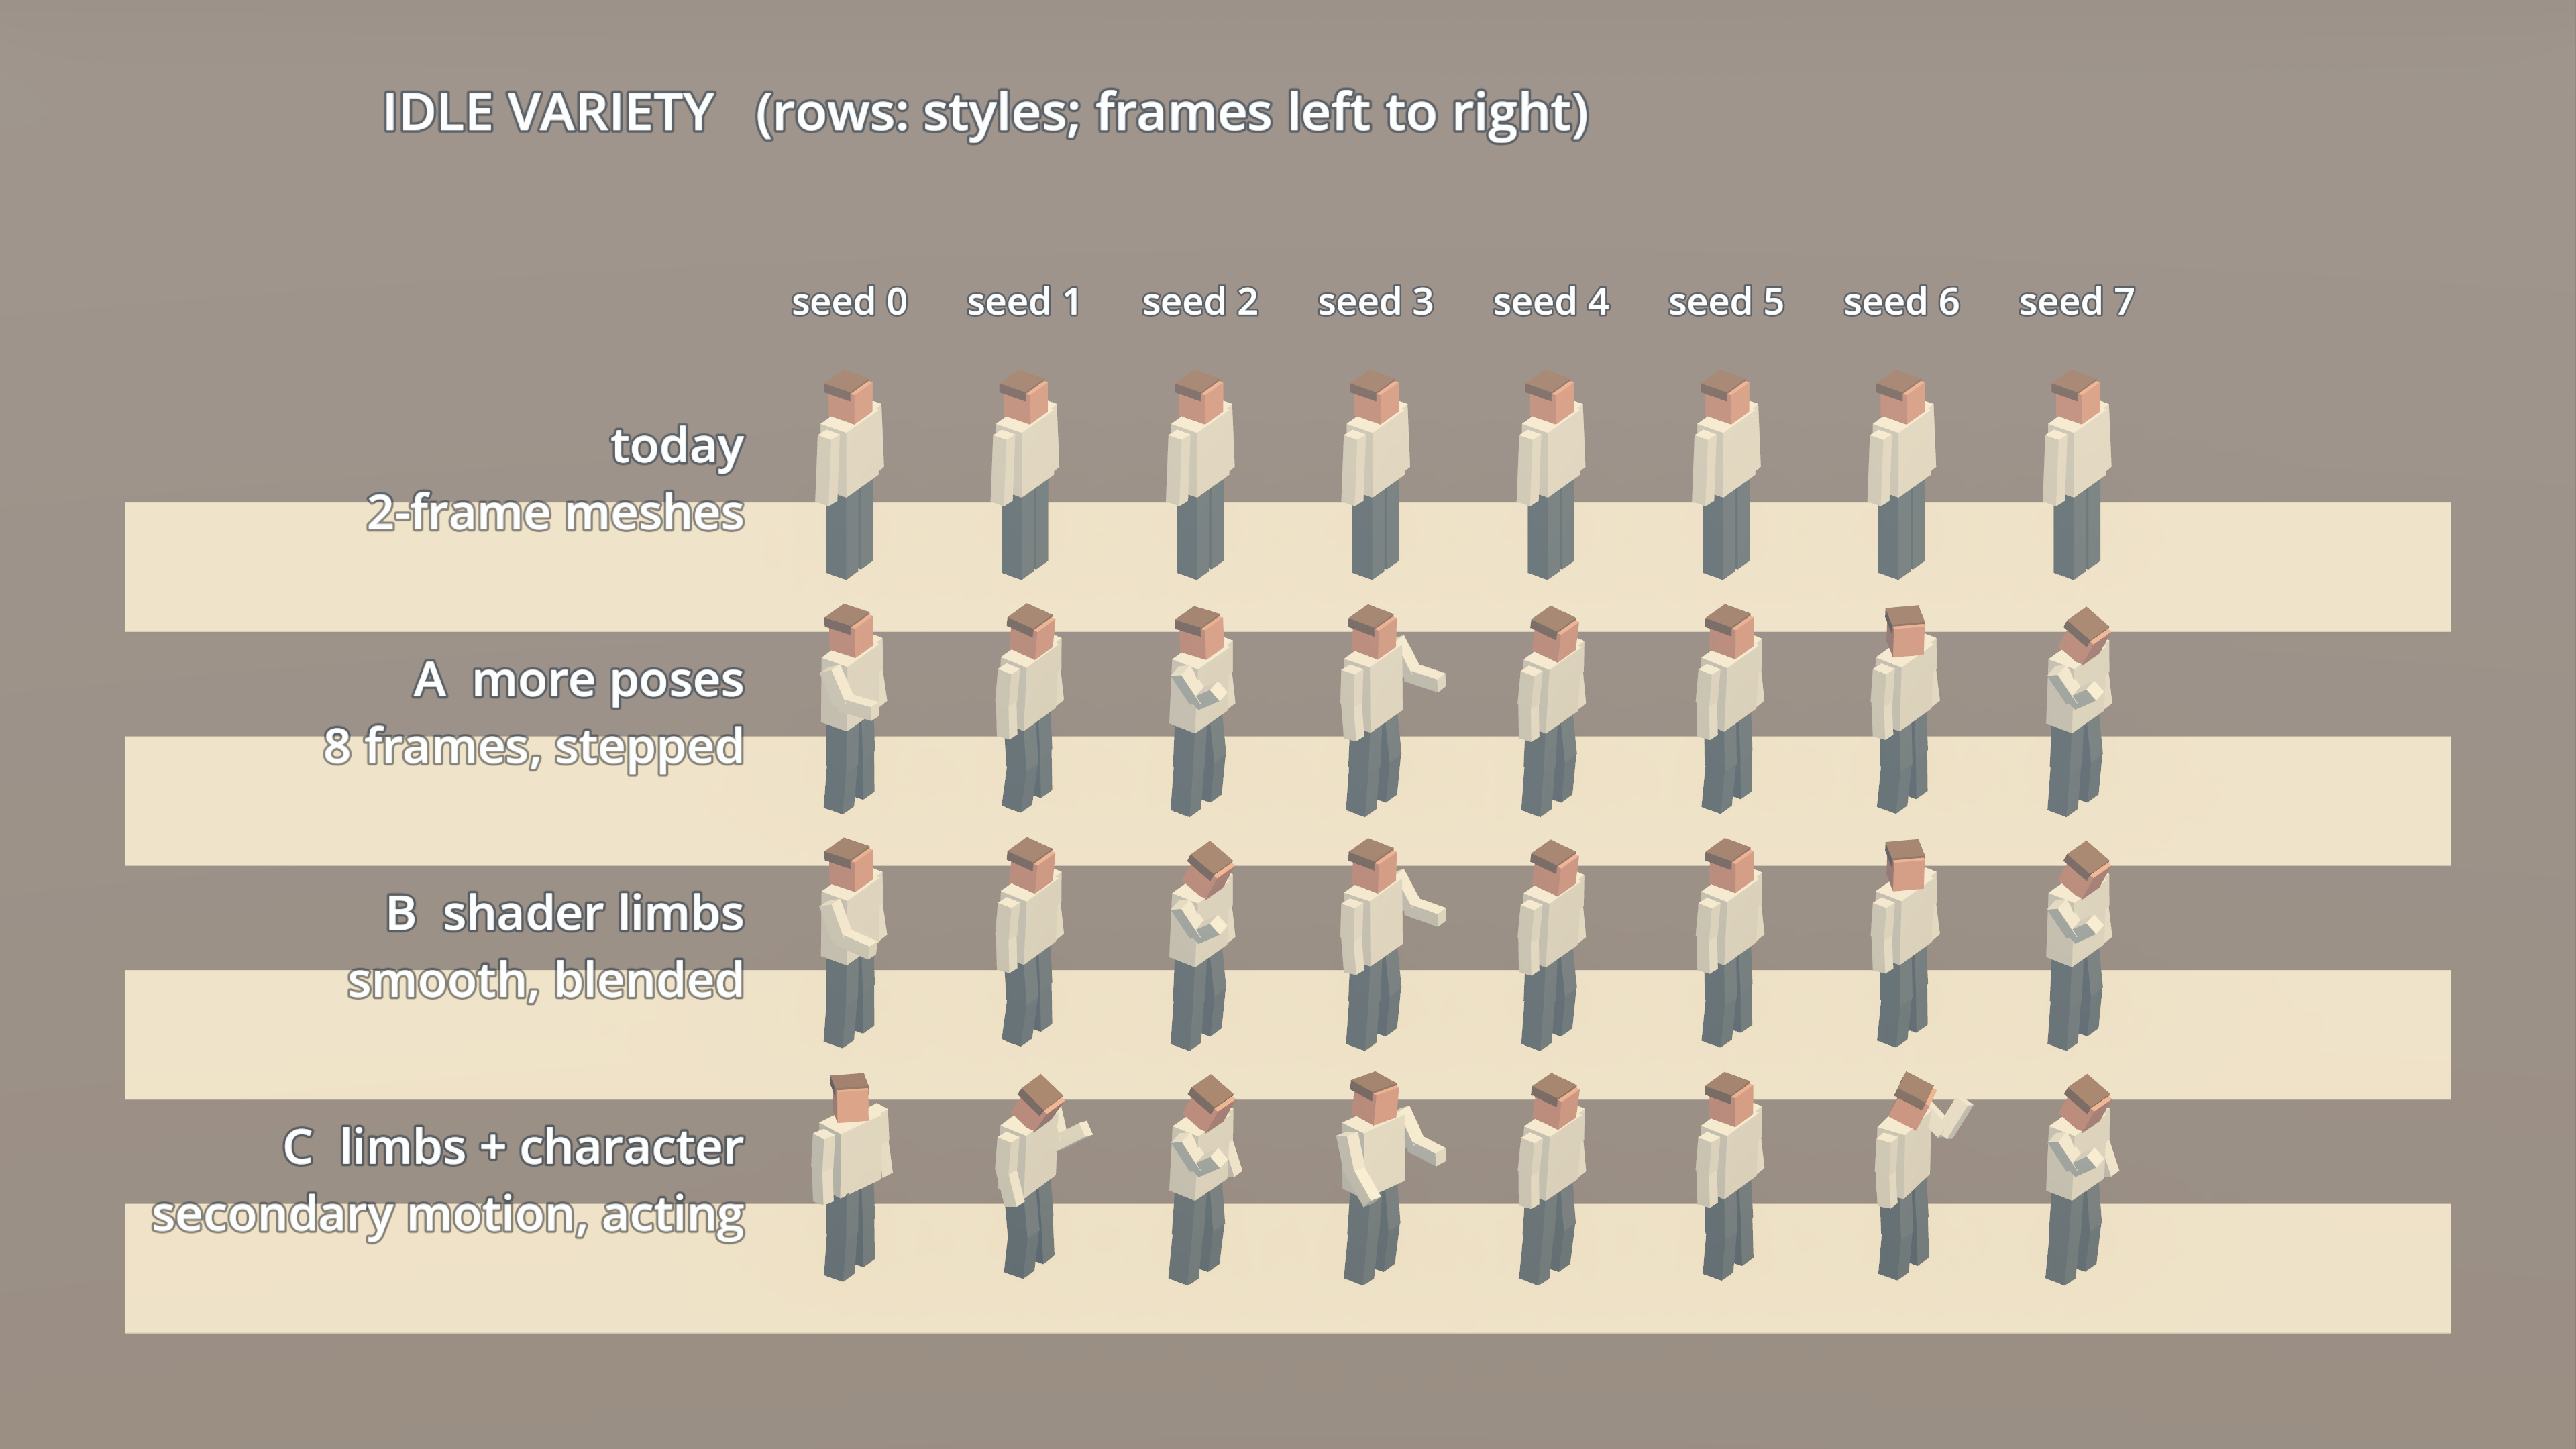 IDLE VARIETY (rows: styles; frames left to right)
seed 0 seed 1 seed 2 seed 3 seed 4 seed 5 seed 6 seed 7
today
2-frame meshes
A more poses
8 frames, stepped
B shader limbs
smooth, blended
C limbs + character
secondary motion, acting